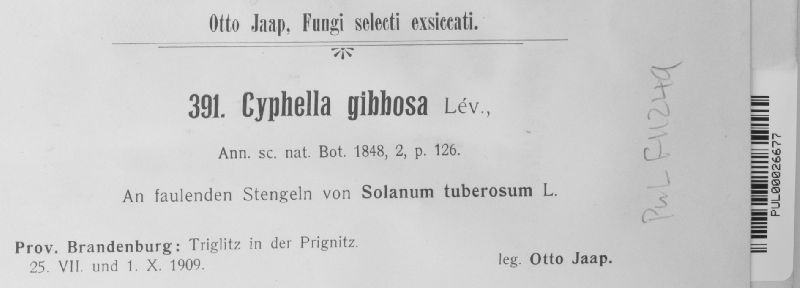 Otto Jaap, Fungi selecti exsiccati.
391. Cyphella gibbosa Lév.,
Ann. sc. nat. Bot. 1848, 2, p. 126.
An faulenden Stengeln von Solanum tuberosum L.
Prov. Brandenburg: Triglitz in der Prignitz.
25. VII. und 1. X. 1909.
leg. Otto Jaap.
PUL F11249
PUL00026677